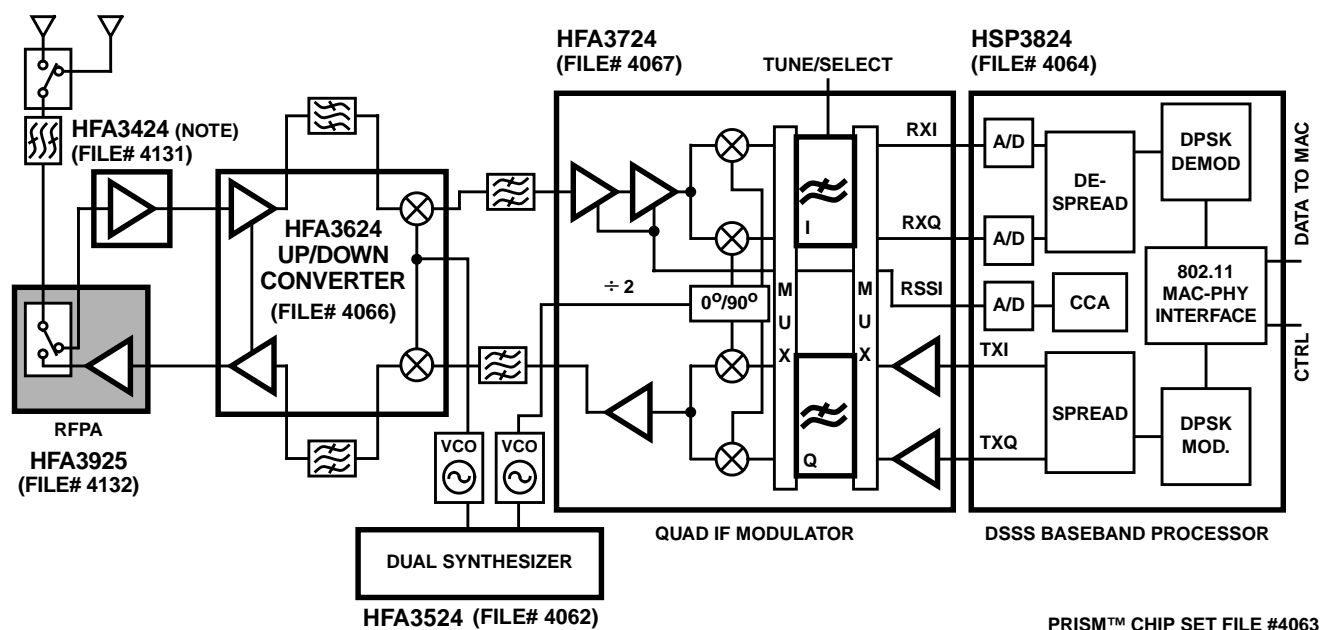 HFA3424 (NOTE)
(FILE# 4131)
HFA3624
UP/DOWN
CONVERTER
(FILE# 4066)
RFPA
HFA3925
(FILE# 4132)
VCO
VCO
DUAL SYNTHESIZER
HFA3524 (FILE# 4062)
HFA3724
(FILE# 4067)
TUNE/SELECT
I
÷ 2
0º/90º
M
U
X
M
U
X
Q
QUAD IF MODULATOR
RXI
RXQ
RSSI
TXI
TXQ
HSP3824
(FILE# 4064)
A/D
A/D
A/D
DE-
SPREAD
CCA
SPREAD
DPSK
DEMOD
802.11
MAC-PHY
INTERFACE
DPSK
MOD.
DATA TO MAC
CTRL
DSSS BASEBAND PROCESSOR
PRISM™ CHIP SET FILE #4063